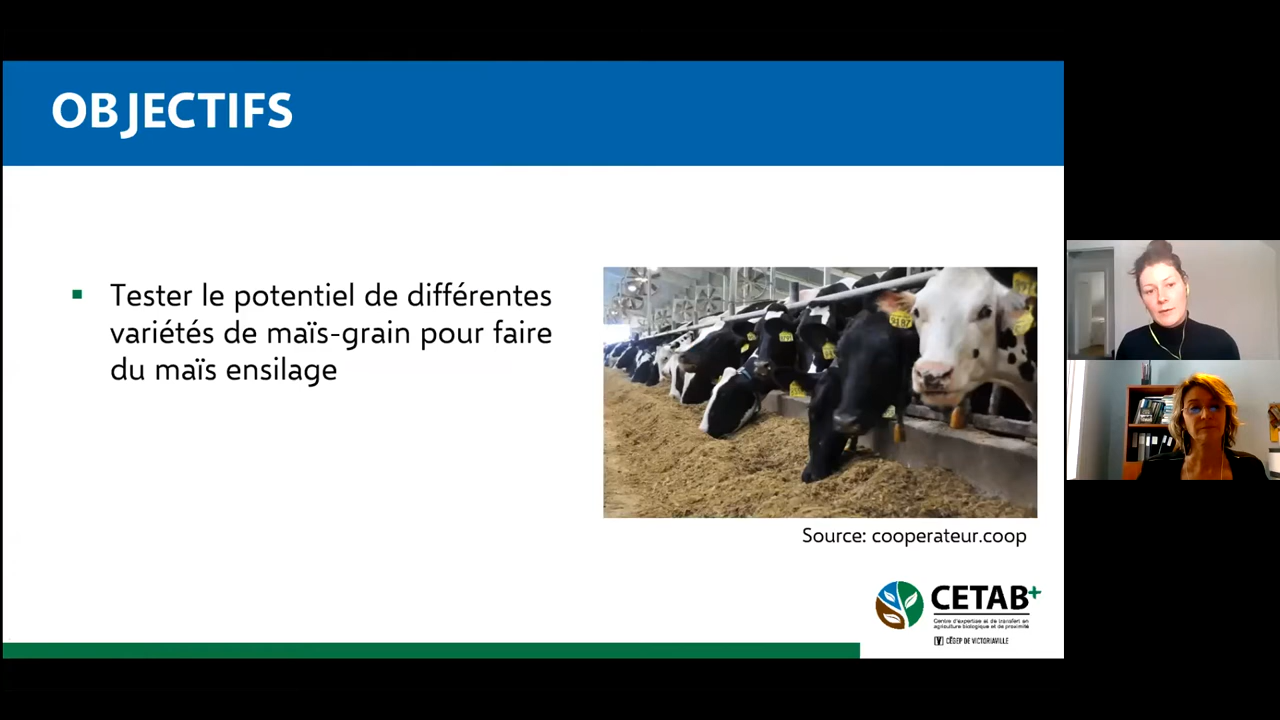 OBJECTIFS
▪ Tester le potentiel de différentes
variétés de maïs-grain pour faire
du maïs ensilage
9197
Source: cooperateur.coop
CETAB+
Centre d'expertise et de transfert en
agriculture biologique et de proximité
CÉGEP DE VICTORIAVILLE